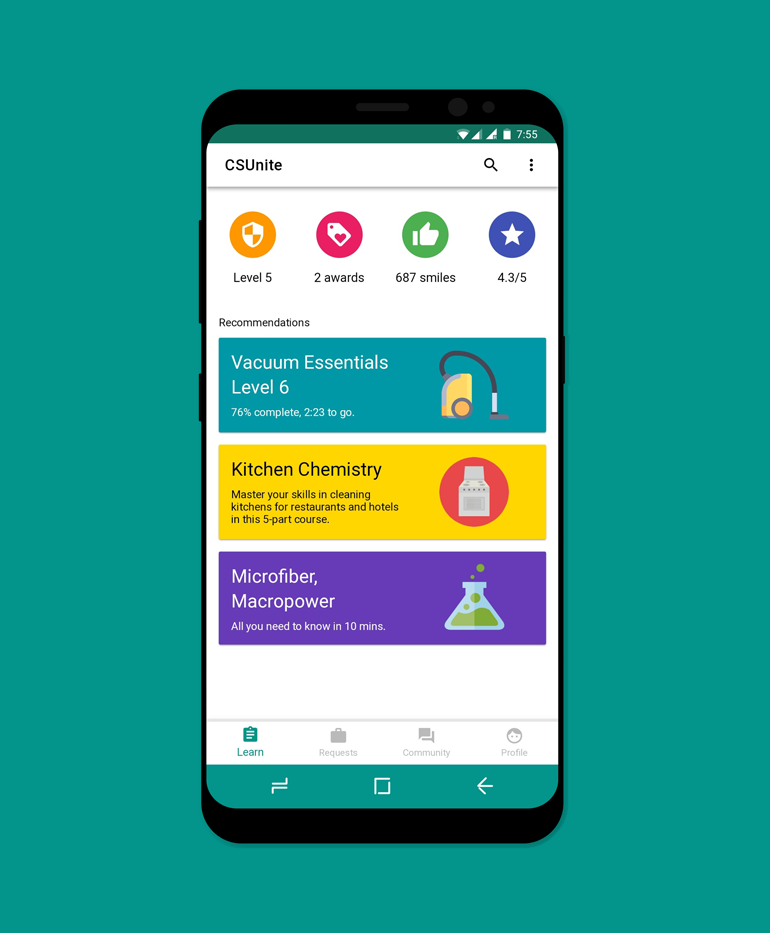 7:55
CSUnite
Level 5
2 awards
687 smiles
4.3/5
Recommendations
Vacuum Essentials
Level 6
76% complete, 2:23 to go.
Kitchen Chemistry
Master your skills in cleaning
kitchens for restaurants and hotels
in this 5-part course.
Microfiber,
Macropower
All you need to know in 10 mins.
Learn
Requests
Community
Profile